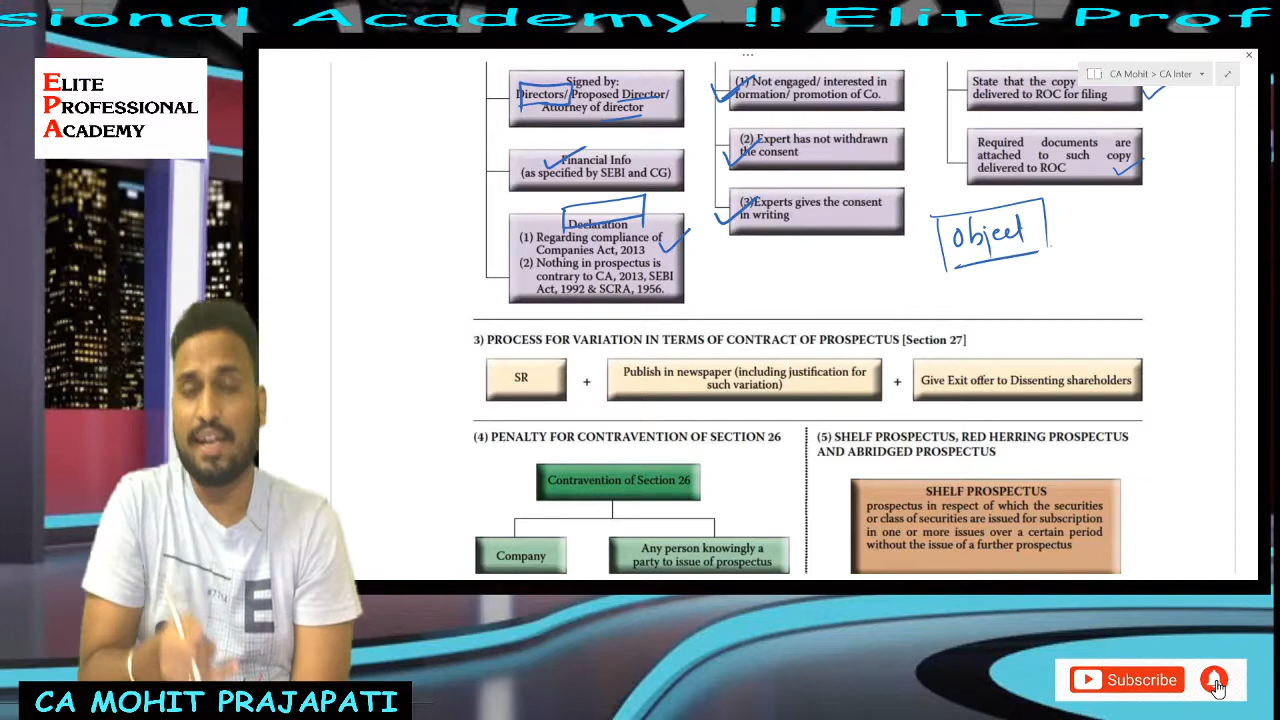 sional Academy !! Elite Prof
ELITE
PROFESSIONAL
ACADEMY
CA Mohit > CA Inter
Signed by:
Directors/Proposed Director/
Attorney of director
Financial Info
(as specified by SEBI and CG)
Declaration
(1) Regarding compliance of
Companies Act, 2013
(2) Nothing in prospectus is
contrary to CA, 2013, SEBI
Act, 1992 & SCRA, 1956.
(1) Not engaged/ interested in
formation/ promotion of Co.
(2) Expert has not withdrawn
the consent
(3)Experts gives the consent
in writing
State that the copy
delivered to ROC for filing
Required documents are
attached to such copy
delivered to ROC
object
3) PROCESS FOR VARIATION IN TERMS OF CONTRACT OF PROSPECTUS [Section 27]
SR
+
Publish in newspaper (including justification for
such variation)
+
Give Exit offer to Dissenting shareholders
(4) PENALTY FOR CONTRAVENTION OF SECTION 26
Contravention of Section 26
Company
Any person knowingly a
party to issue of prospectus
(5) SHELF PROSPECTUS, RED HERRING PROSPECTUS
AND ABRIDGED PROSPECTUS
SHELF PROSPECTUS
prospectus in respect of which the securities
or class of securities are issued for subscription
in one or more issues over a certain period
without the issue of a further prospectus
E
CA MOHIT PRAJAPATI
Subscribe